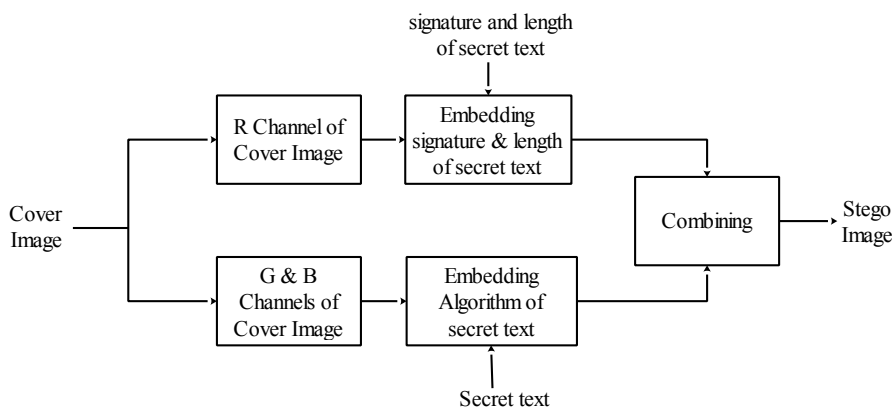 signature and length
of secret text
R Channel of
Cover Image
Embedding
signature & length
of secret text
Cover
Image
Combining
Stego
Image
G & B
Channels of
Cover Image
Embedding
Algorithm of
secret text
Secret text